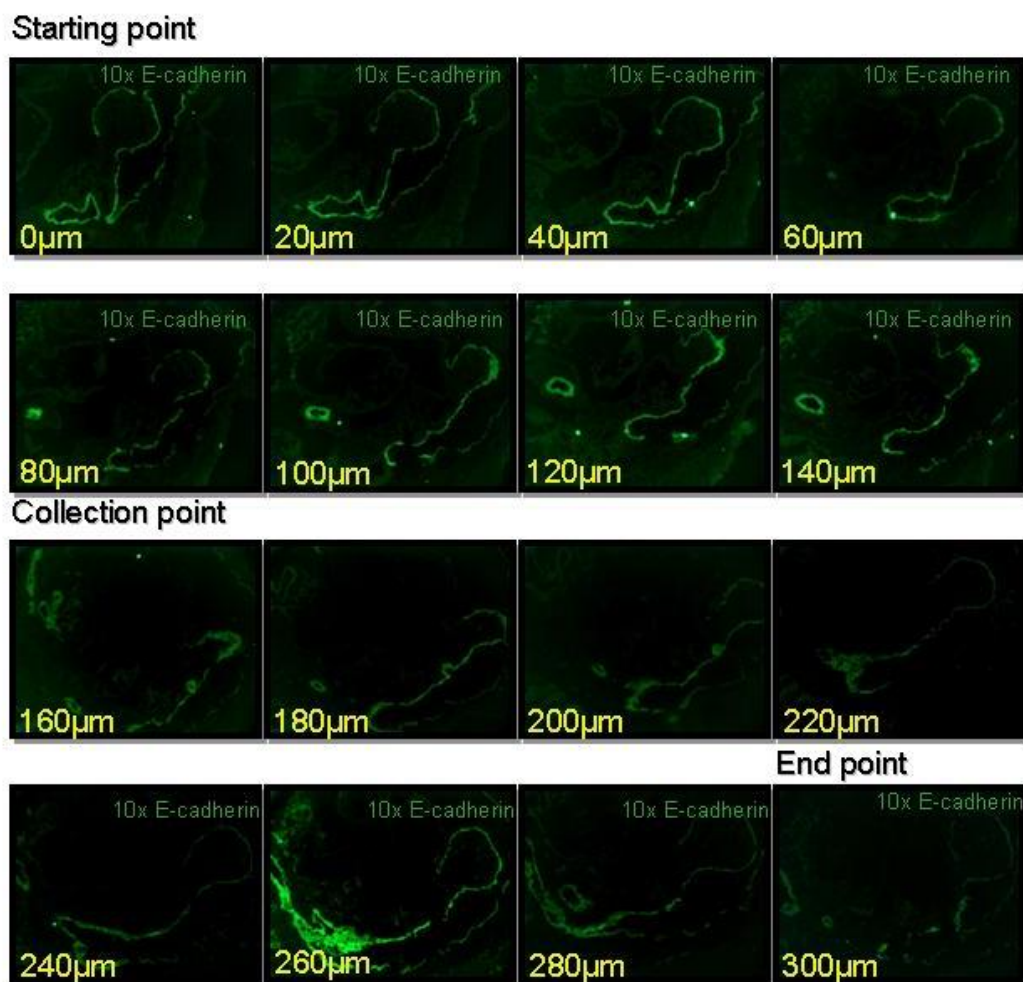 Starting point
10x E-cadherin 10x E-cadherin 10x E-cadherin 10x E-cadherin
0µm 20µm 40µm 60µm
10x E-cadherin 10x E-cadherin 10x E-cadherin 10x E-cadherin
80µm 100µm 120µm 140µm
Collection point
160µm 180µm 200µm 220µm
End point
10x E-cadherin 10x E-cadherin 10x E-cadherin 10x E-cadherin
240µm 260µm 280µm 300µm